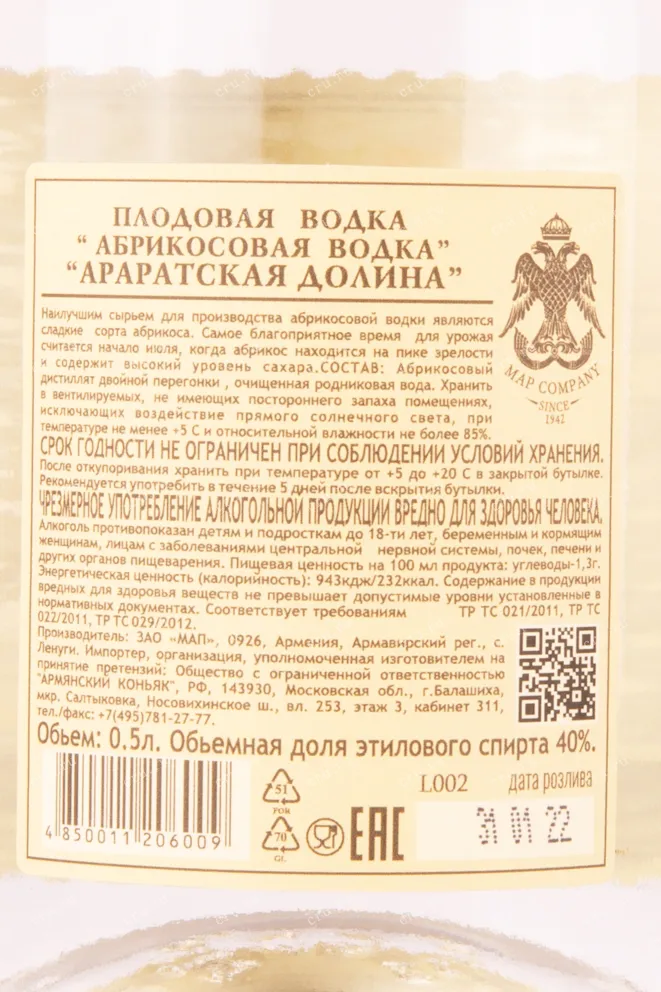 ПЛОДОВАЯ ВОДКА
“ АБРИКОСОВАЯ ВОДКА”
“АРАРАТСКАЯ ДОЛИНА”
MAP COMPANY
SINCE
1942
Наилучшим сырьем для производства абрикосовой водки являются
сладкие сорта абрикоса. Самое благоприятное время для урожая
считается начало июля, когда абрикос находится на пике зрелости
и содержит высокий уровень сахара.СОСТАВ: Абрикосовый
дистиллят двойной перегонки , очищенная родниковая вода. Хранить
в вентилируемых, не имеющих постороннего запаха помещениях,
исключающих воздействие прямого солнечного света, при
температуре не менее +5 С и относительной влажности не более 85%.
СРОК ГОДНОСТИ НЕ ОГРАНИЧЕН ПРИ СОБЛЮДЕНИИ УСЛОВИЙ ХРАНЕНИЯ.
После откупоривания хранить при температуре от +5 до +20 С в закрытой бутылке.
Рекомендуется употребить в течение 5 дней после вскрытия бутылки.
ЧРЕЗМЕРНОЕ УПОТРЕБЛЕНИЕ АЛКОГОЛЬНОЙ ПРОДУКЦИИ ВРЕДНО ДЛЯ ЗДОРОВЬЯ ЧЕЛОВЕКА.
Алкоголь противопоказан детям и подросткам до 18-ти лет, беременным и кормящим
женщинам, лицам с заболеваниями центральной нервной системы, почек, печени и
других органов пищеварения. Пищевая ценность на 100 мл продукта: углеводы-1,3г.
Энергетическая ценность (калорийность): 943кдж/232ккал. Содержание в продукции
вредных для здоровья веществ не превышает допустимые уровни установленные в
нормативных документах. Соответствует требованиям ТР ТС 021/2011, ТР ТС
022/2011, ТР ТС 029/2012.
Производитель: ЗАО «МАП», 0926, Армения, Армавирский рег., с.
Ленуги. Импортер, организация, уполномоченная изготовителем на
принятие претензий: Общество с ограниченной ответственностью
"АРМЯНСКИЙ КОНЬЯК", РФ, 143930, Московская обл., г.Балашиха,
мкр. Салтыковка, Носовихинское ш., вл. 253, этаж 3, кабинет 311,
тел./факс: +7(495)781-27-77.
Обьем: 0.5л. Обьемная доля этилового спирта 40%.
4 850011 206009
51
FOR
70
GL
EAC
L002 дата розлива
31 01 22